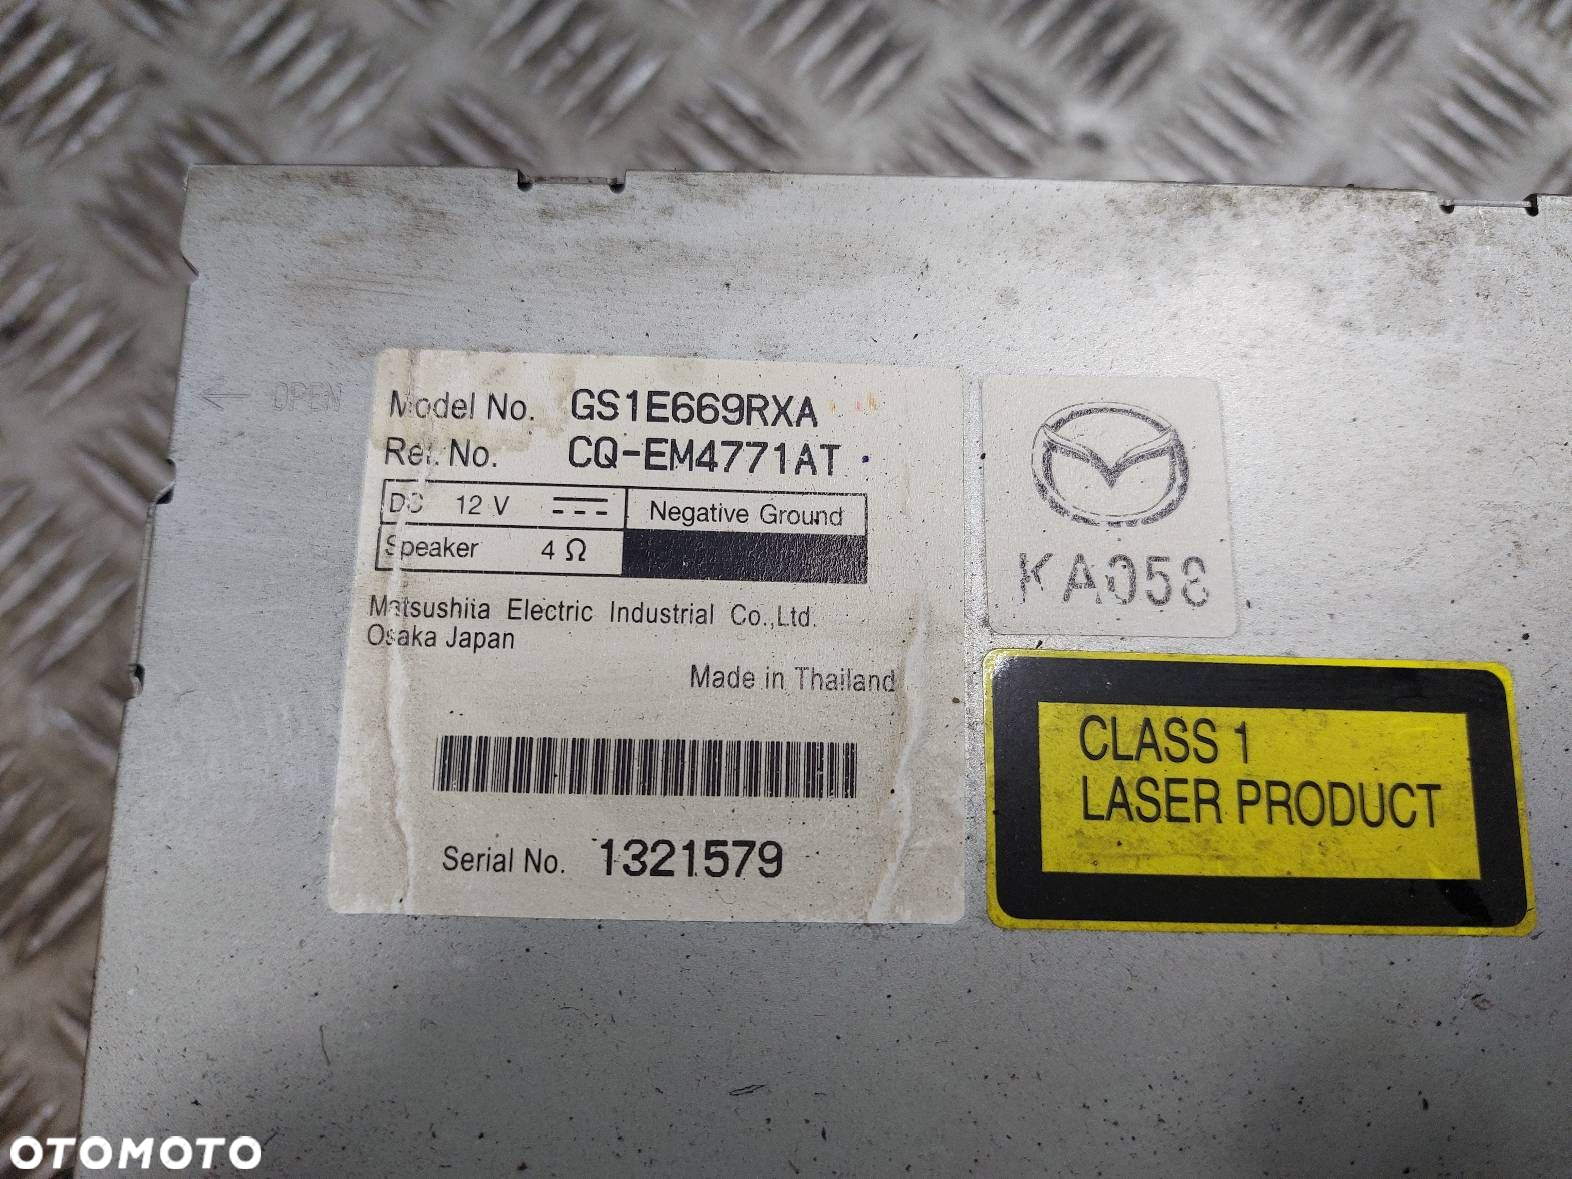 ← OPEN
Model No. GS1E669RXA
Ref. No. CQ-EM4771AT
DC 12 V Negative Ground
Speaker 4 Ω
Matsushita Electric Industrial Co.,Ltd.
Osaka Japan
Made in Thailand
Serial No. 1321579
KA058
CLASS 1
LASER PRODUCT
OTOMOTO